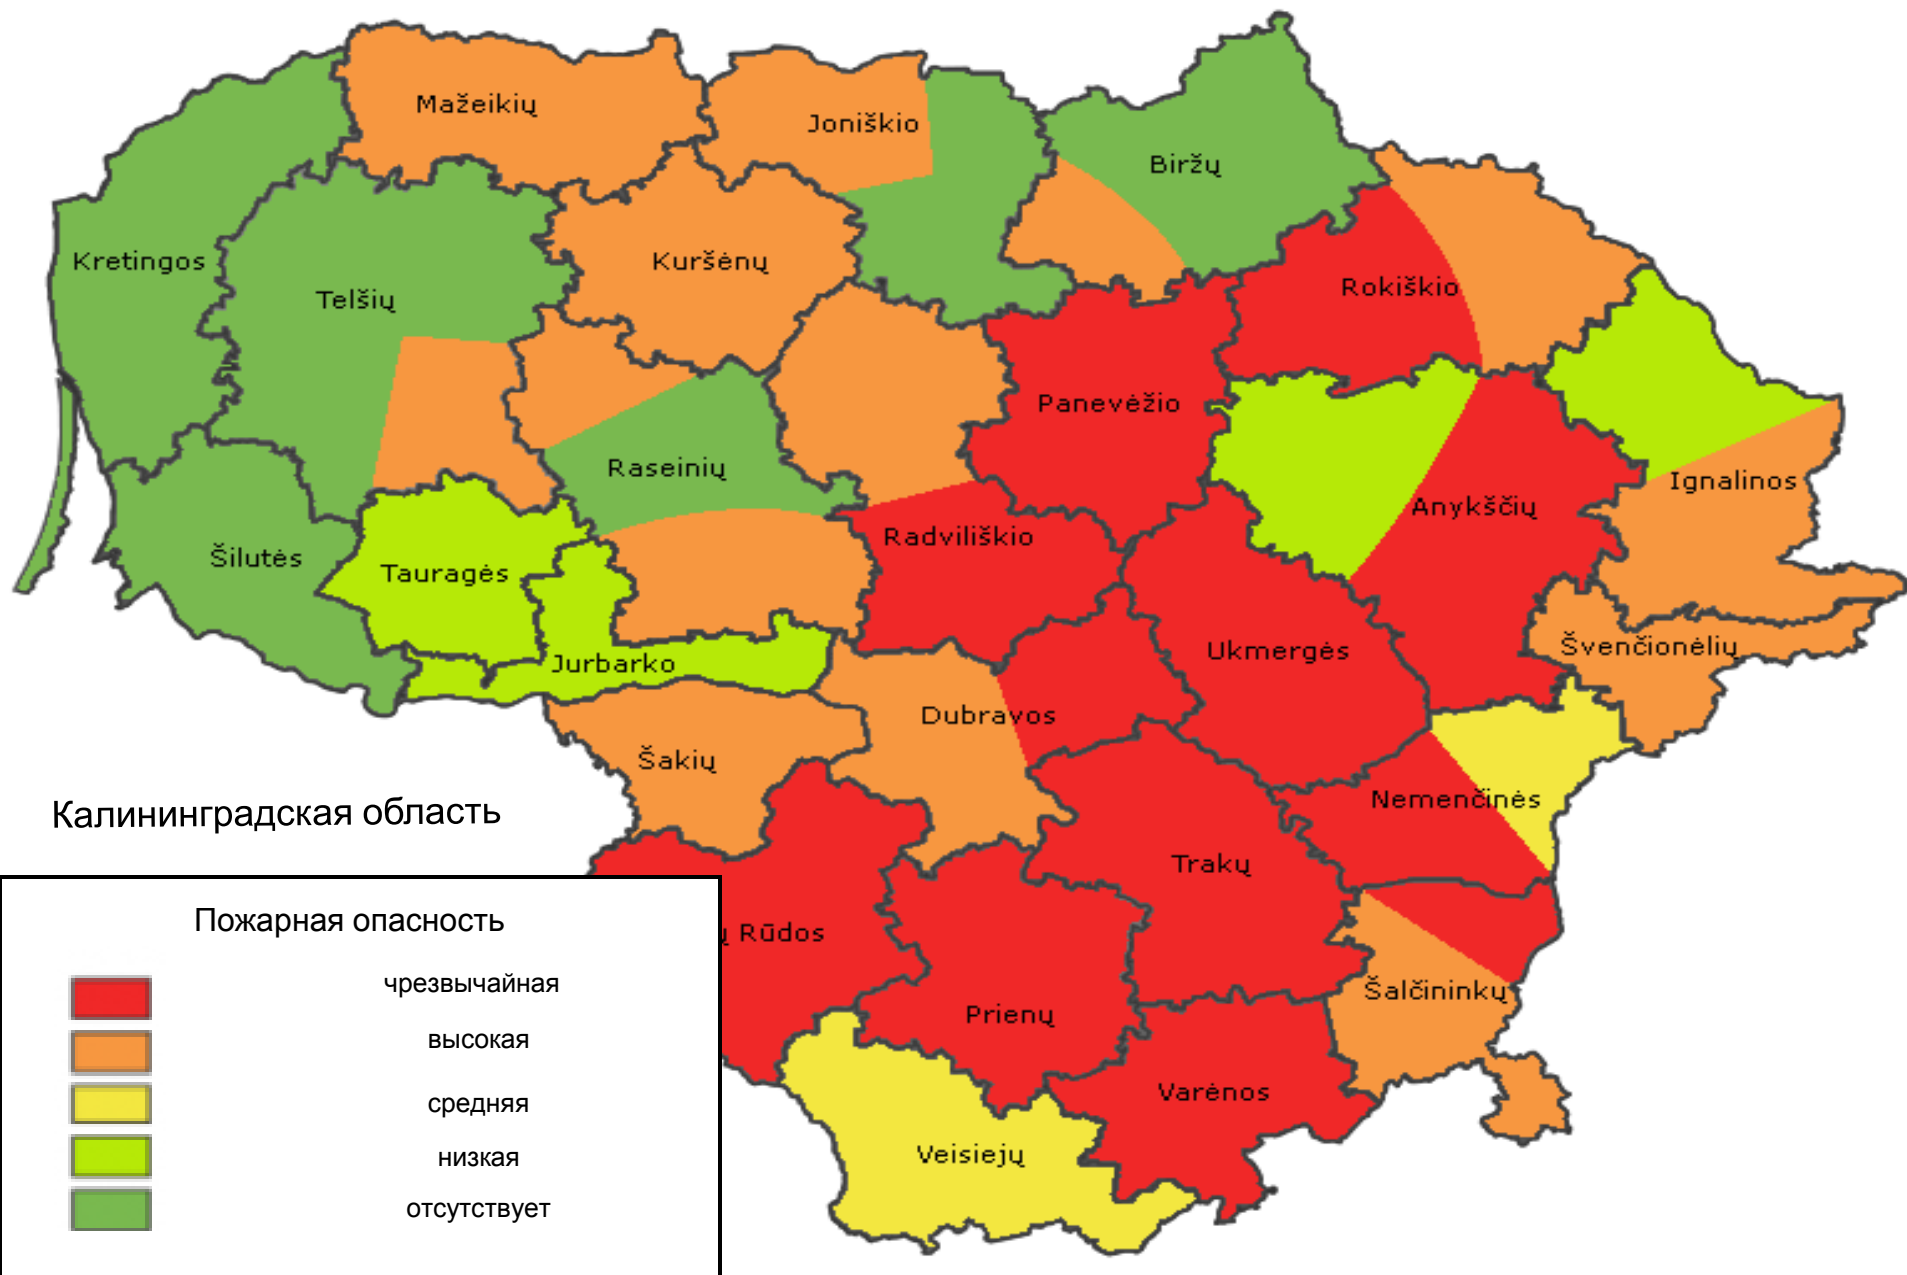 Mažeikių
Joniškio
Biržų
Kretingos
Telšių
Kuršėnų
Rokiškio
Panevėžio
Raseinių
Ignalinos
Anykščių
Radviliškio
Šilutės
Tauragės
Jurbarko
Ukmergės
Švenčionėlių
Dubravos
Šakių
Nemenčinės
Калининградская область
Trakų
ų Rūdos
Šalčininkų
Prienų
Varėnos
Veisiejų
Пожарная опасность
чрезвычайная
высокая
средняя
низкая
отсутствует